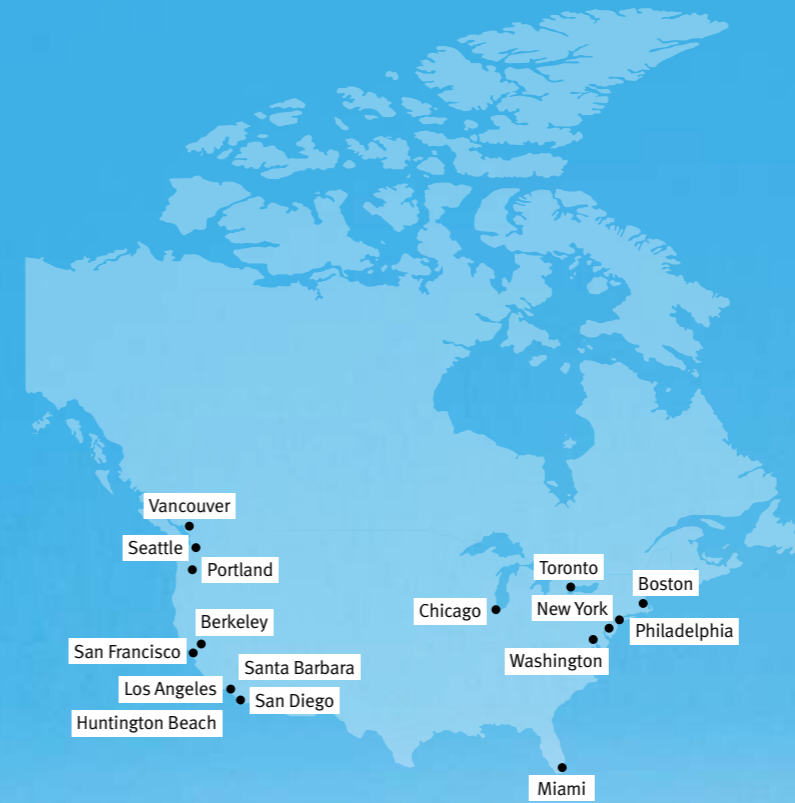 Vancouver
Seattle
Portland
Toronto
Boston
New York
Chicago
Berkeley
Philadelphia
San Francisco
Washington
Santa Barbara
Los Angeles
San Diego
Huntington Beach
Miami